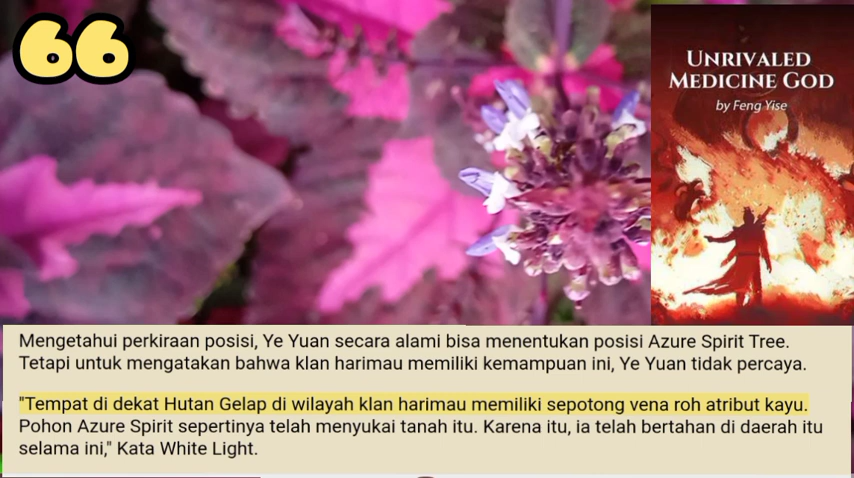 66
UNRIVALED
MEDICINE GOD
by Feng Yise
Mengetahui perkiraan posisi, Ye Yuan secara alami bisa menentukan posisi Azure Spirit Tree.
Tetapi untuk mengatakan bahwa klan harimau memiliki kemampuan ini, Ye Yuan tidak percaya.
"Tempat di dekat Hutan Gelap di wilayah klan harimau memiliki sepotong vena roh atribut kayu.
Pohon Azure Spirit sepertinya telah menyukai tanah itu. Karena itu, ia telah bertahan di daerah itu
selama ini," Kata White Light.